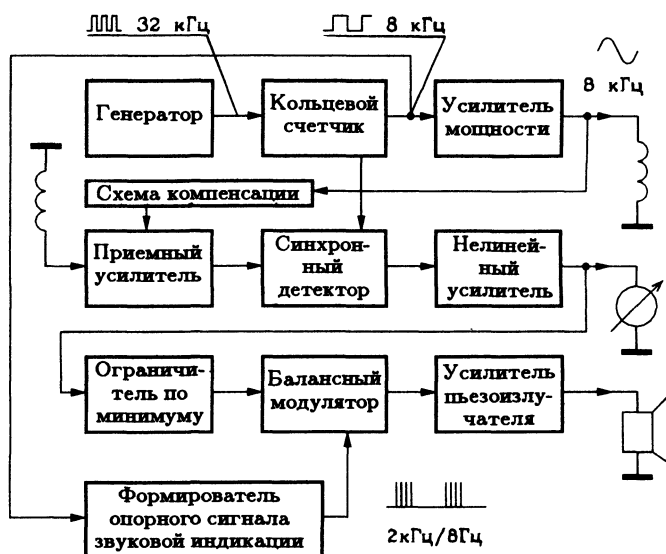 32 кГц
8 кГц
8 кГц
Генератор
Кольцевой
счетчик
Усилитель
мощности
Схема компенсации
Приемный
усилитель
Синхрон-
ный
детектор
Нелиней-
ный
усилитель
Ограничи-
тель по
минимуму
Балансный
модулятор
Усилитель
пьезоизлу-
чателя
Формирователь
опорного сигнала
звуковой индикации
2кГц/8Гц